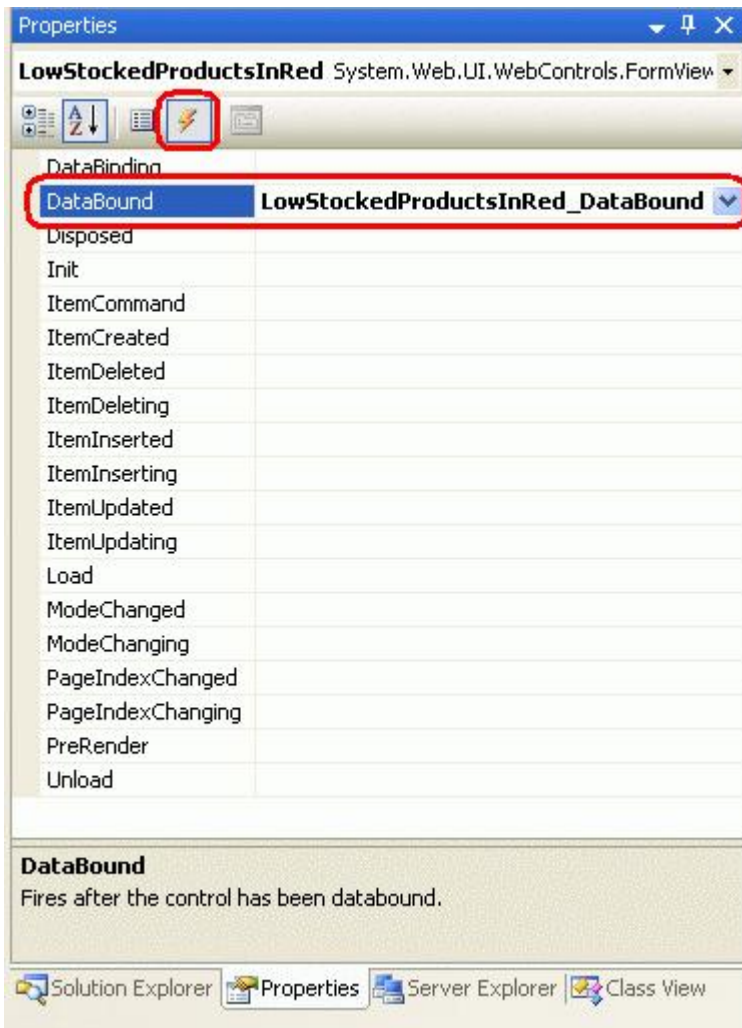 Properties
LowStockedProductsInRed System.Web.UI.WebControls.FormView
DataBinding
DataBound LowStockedProductsInRed_DataBound
Disposed
Init
ItemCommand
ItemCreated
ItemDeleted
ItemDeleting
ItemInserted
ItemInserting
ItemUpdated
ItemUpdating
Load
ModeChanged
ModeChanging
PageIndexChanged
PageIndexChanging
PreRender
Unload
DataBound
Fires after the control has been databound.
Solution Explorer Properties Server Explorer Class View